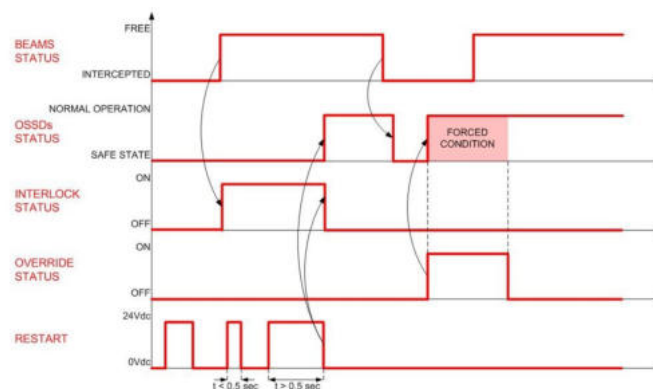 FREE
BEAMS
STATUS
INTERCEPTED
NORMAL OPERATION
OSSDs
STATUS
FORCED
CONDITION
SAFE STATE
ON
INTERLOCK
STATUS
OFF
ON
OVERRIDE
STATUS
OFF
24Vdc
RESTART
0Vdc
t < 0.5 sec
t > 0.5 sec